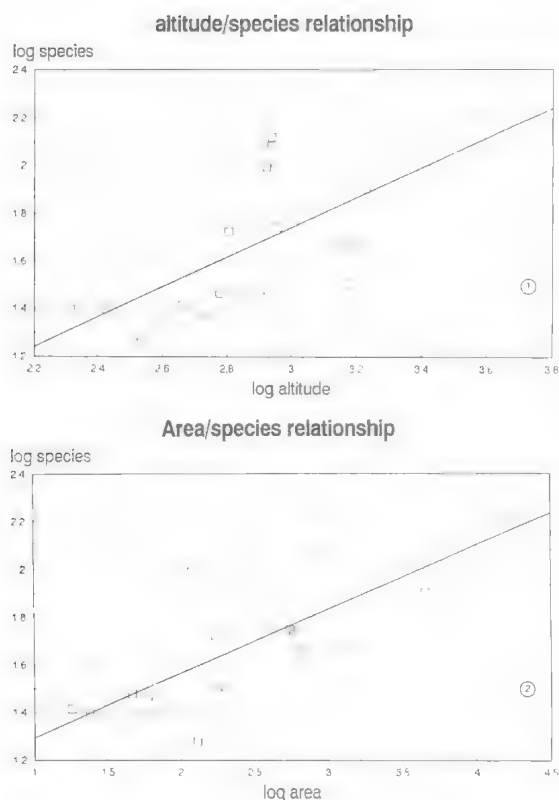 altitude/species relationship
log species
2.4
2.2
2
1.8
1.6
1.4
1.2
2.2 2.4 2.6 2.8 3 3.2 3.4 3.6 3.8
1
log altitude
Area/species relationship
log species
2.4
2.2
2
1.8
1.6
1.4
1.2
1 1.5 2 2.5 3 3.5 4 4.5
2
log area